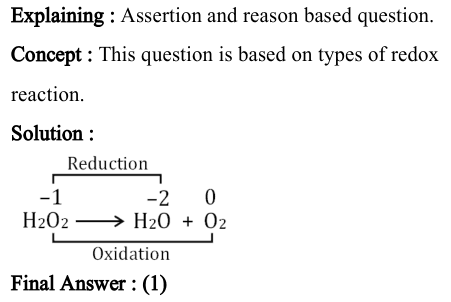 Explaining : Assertion and reason based question.
Concept : This question is based on types of redox
reaction.
Solution :
Reduction
–1 –2 0
H2O2 ⟶ H2O + O2
Oxidation
Final Answer : (1)